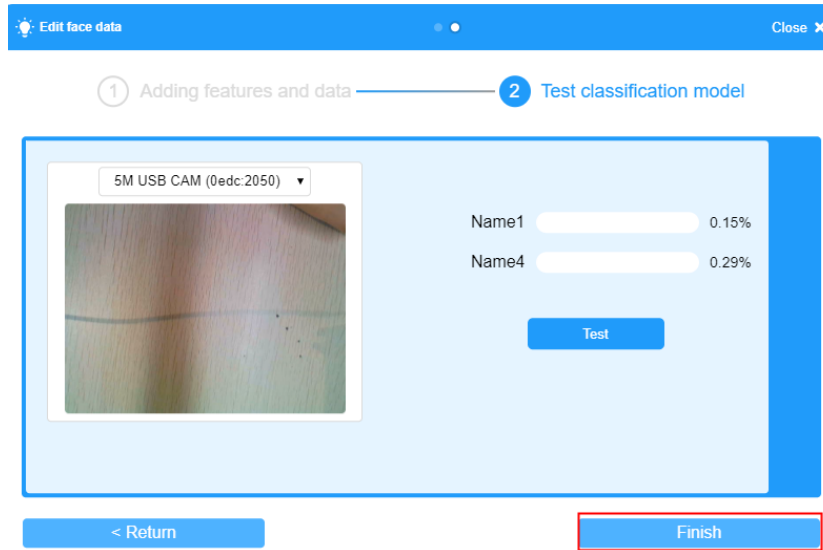 Edit face data
Close ×
1 Adding features and data
2 Test classification model
5M USB CAM (0edc:2050) ▼
Name1 0.15%
Name4 0.29%
Test
< Return
Finish